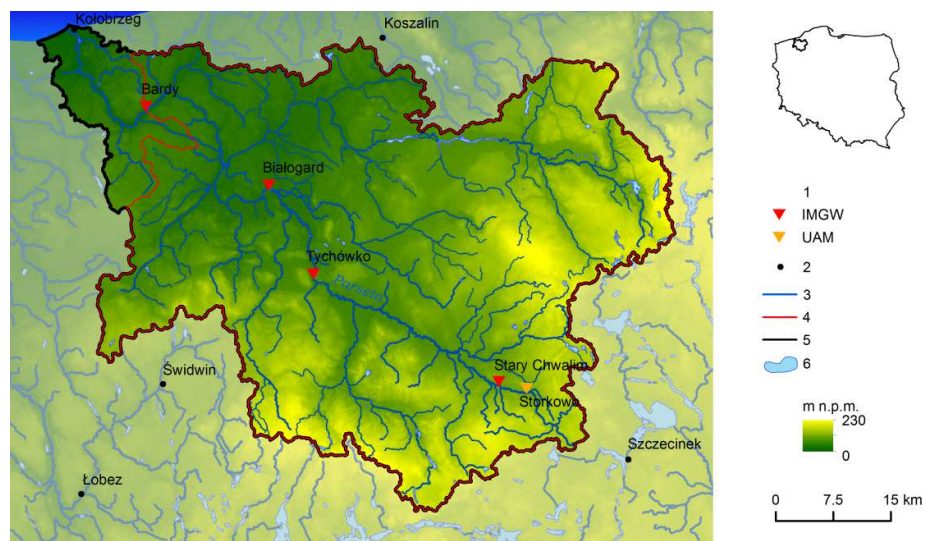 Kołobrzeg
Koszalin
Bardy
Białogard
Tychówko
Parsęta
Stary Chwalim
Storkowo
Świdwin
Szczecinek
Łobez
1
IMGW
UAM
2
3
4
5
6
m n.p.m.
230
0
0 7.5 15 km